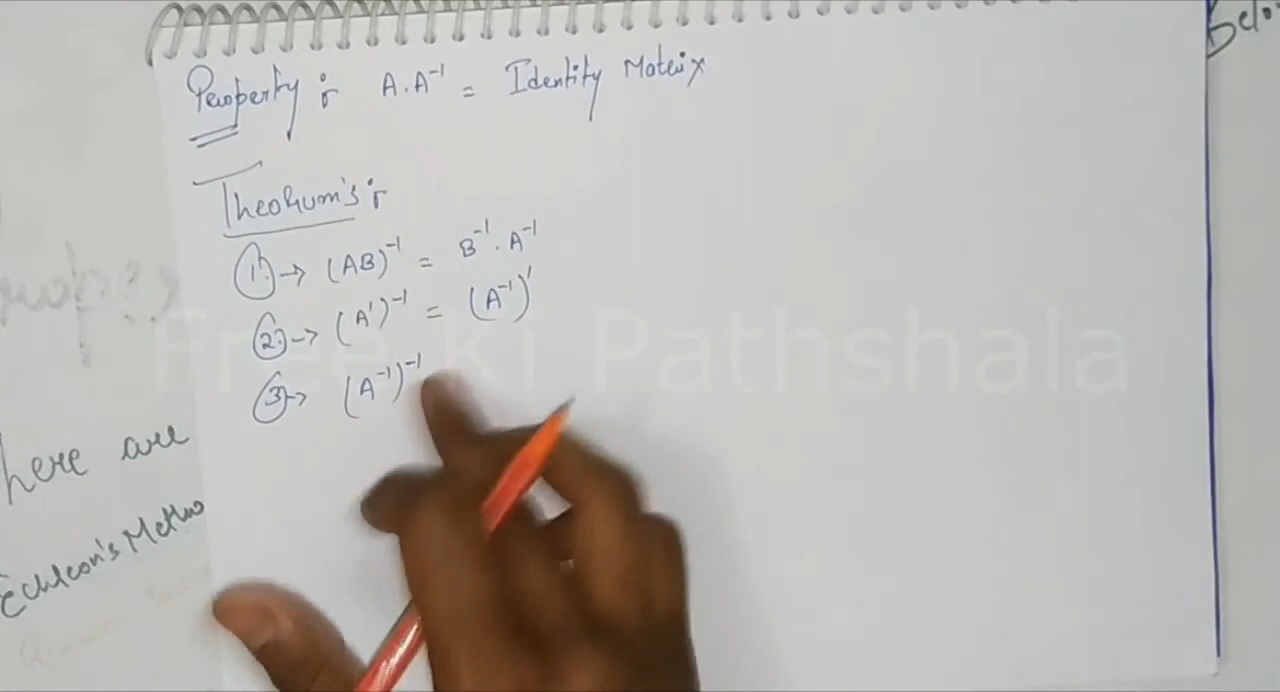 Property :- A.A⁻¹ = Identity Matrix
Theorum's :-
1. → (AB)⁻¹ = B⁻¹ . A⁻¹
2. → (A')⁻¹ = (A⁻¹)'
3 → (A⁻¹)⁻¹
Free Ki Pathshala
here are
Echleon's Metho